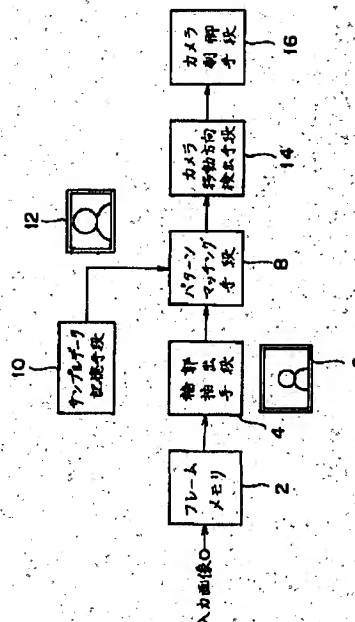 入力画像
フレーム
メモリ
2
輪郭
抽出
手段
4
6
サンプルデータ
記憶手段
10
12
パターン
マッチング
手段
8
カメラ
移動方向
検出手段
14
カメラ
制御
手段
16